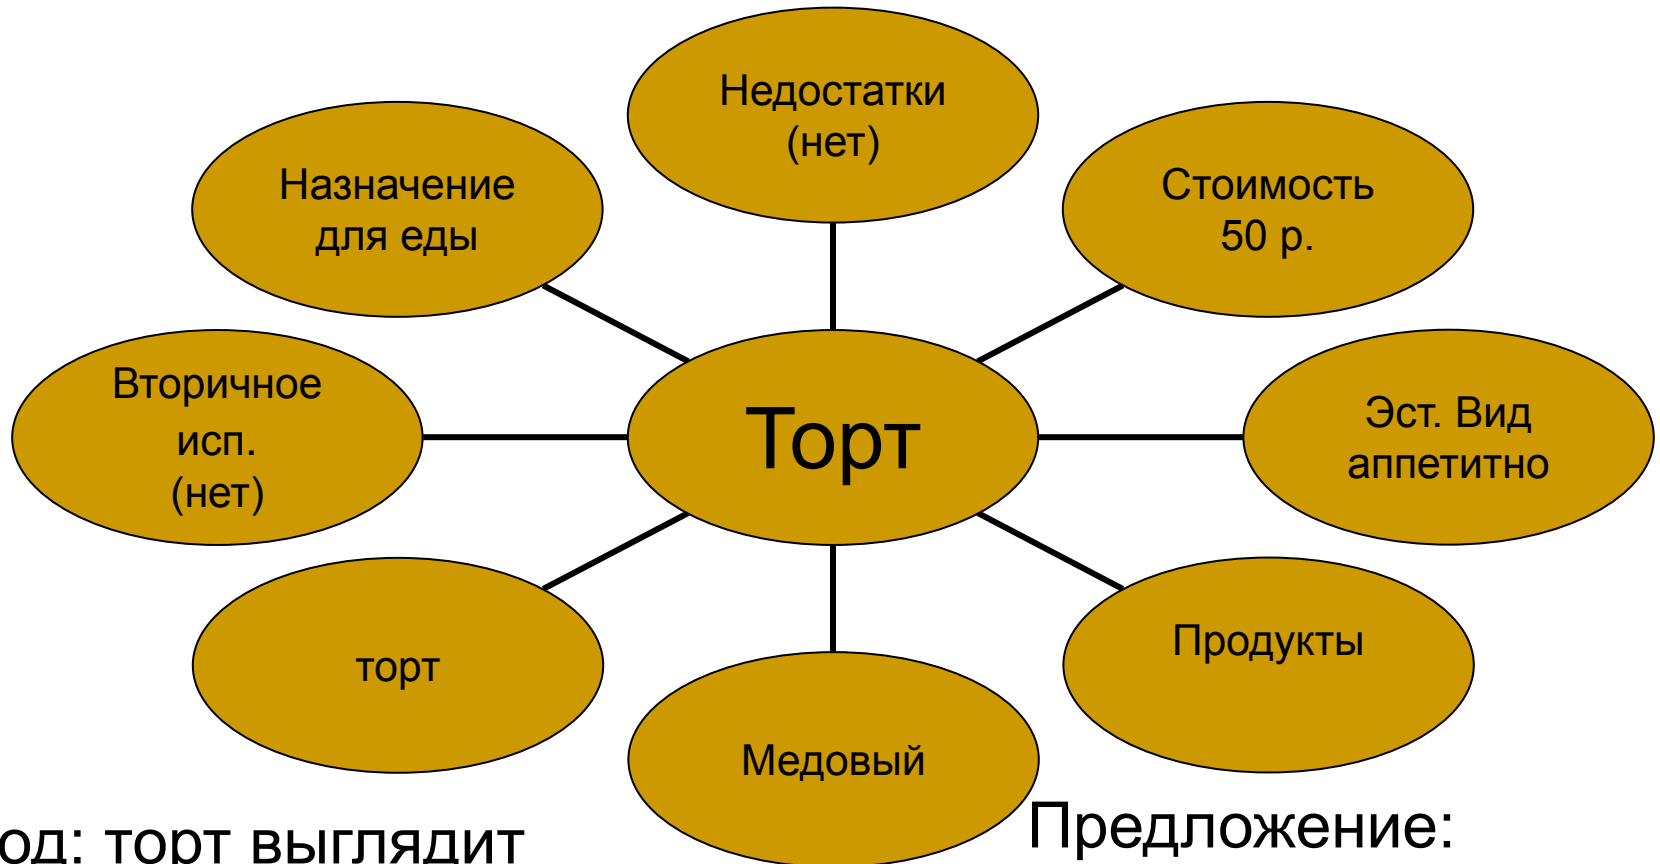 Недостатки
(нет)
Назначение
для еды
Стоимость
50 р.
Вторичное
исп.
(нет)
Торт
Эст. Вид
аппетитно
торт
Медовый
Продукты
од: торт выглядит
Предложение: